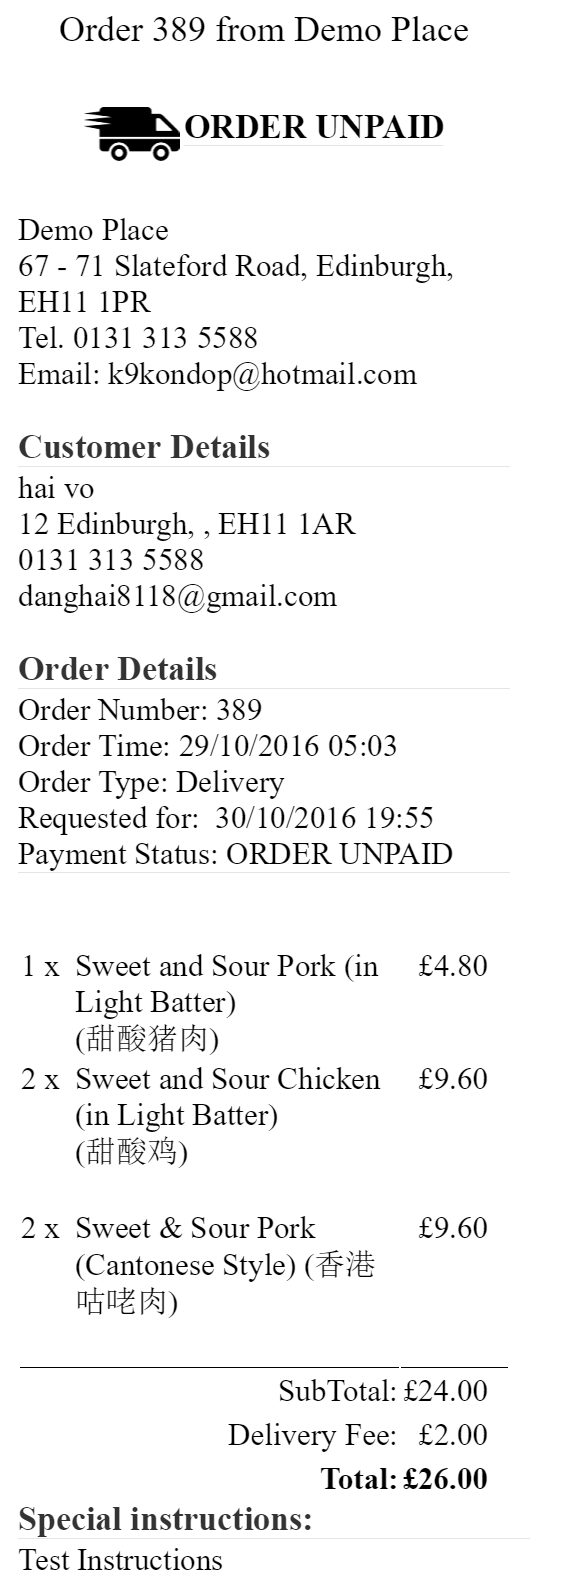 Order 389 from Demo Place
ORDER UNPAID
Demo Place
67 - 71 Slateford Road, Edinburgh,
EH11 1PR
Tel. 0131 313 5588
Email: k9kondop@hotmail.com
Customer Details
hai vo
12 Edinburgh, , EH11 1AR
0131 313 5588
danghai8118@gmail.com
Order Details
Order Number: 389
Order Time: 29/10/2016 05:03
Order Type: Delivery
Requested for:  30/10/2016 19:55
Payment Status: ORDER UNPAID
1 x Sweet and Sour Pork (in £4.80
Light Batter)
(甜酸猪肉)
2 x Sweet and Sour Chicken £9.60
(in Light Batter)
(甜酸鸡)
2 x Sweet & Sour Pork £9.60
(Cantonese Style) (香港
咕咾肉)
SubTotal: £24.00
Delivery Fee: £2.00
Total: £26.00
Special instructions:
Test Instructions